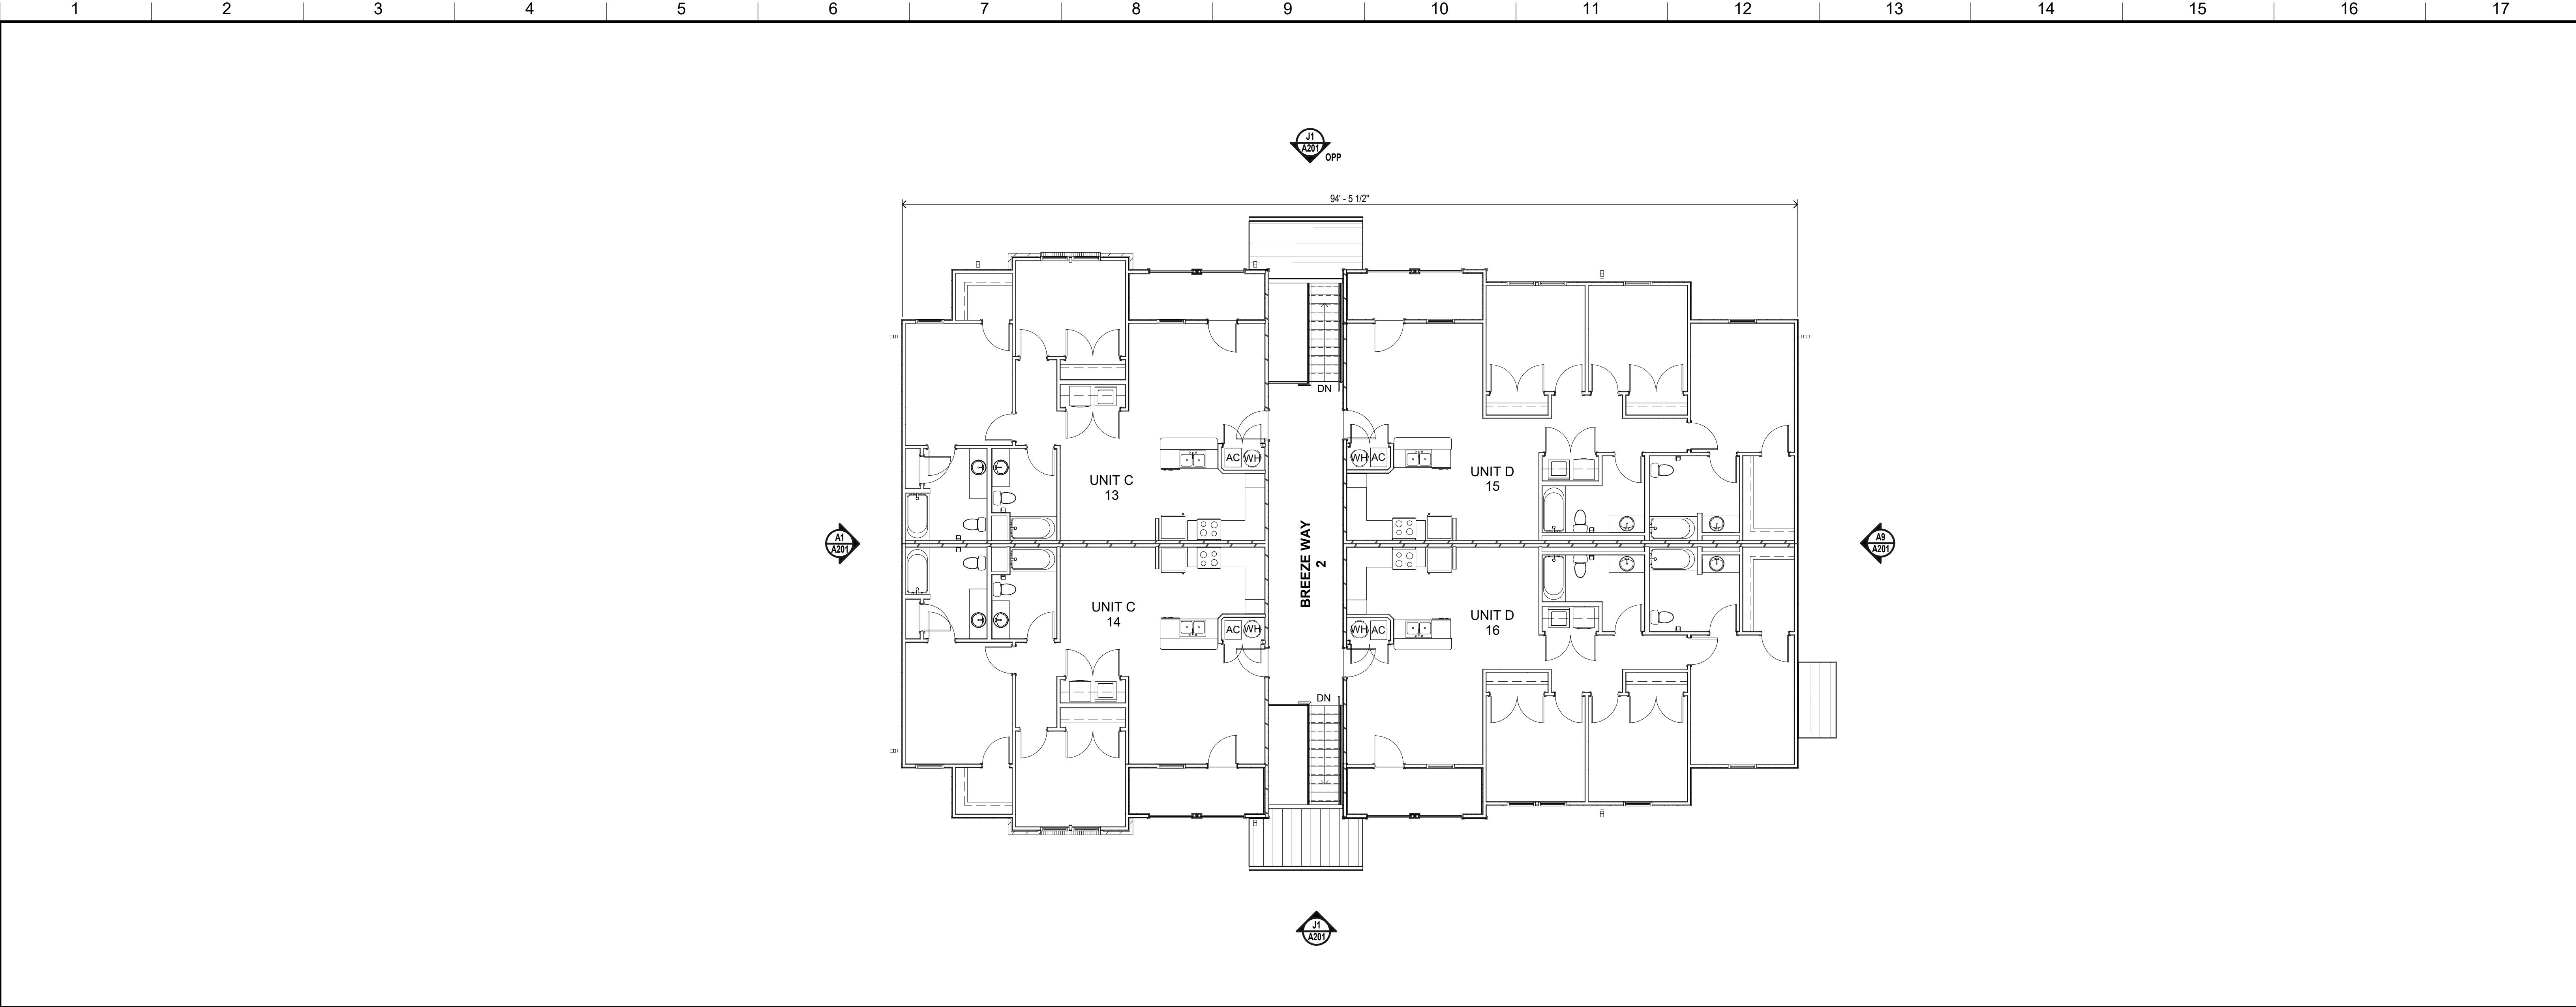 1 2 3 4 5 6 7 8 9 10 11 12 13 14 15 16 17
J1
A201
OPP
94' - 5 1/2"
DN
AC WH
WH AC
UNIT C
13
UNIT D
15
A1
A201
BREEZE WAY
2
A9
A201
UNIT C
14
UNIT D
16
AC WH
WH AC
DN
J1
A201